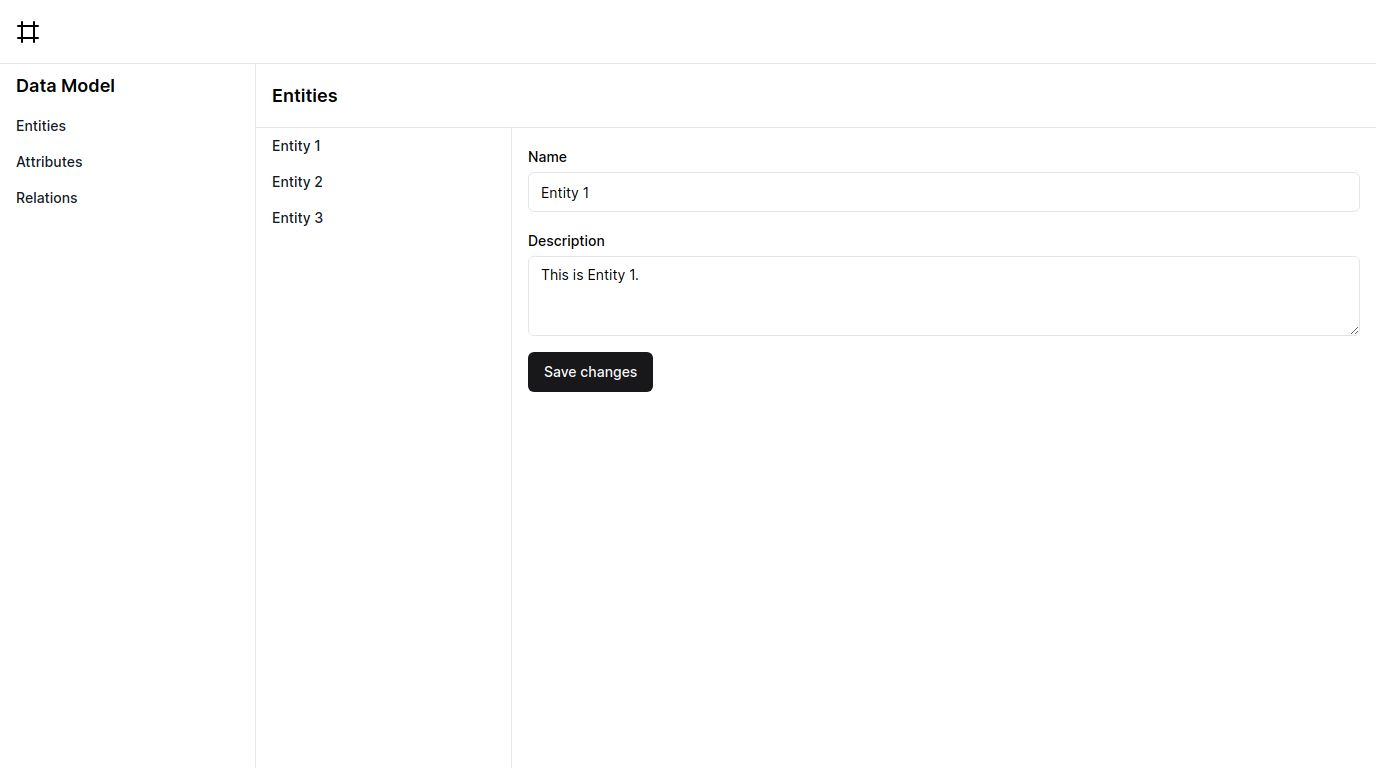 Data Model
Entities
Attributes
Relations
Entities
Entity 1
Entity 2
Entity 3
Name
Entity 1
Description
This is Entity 1.
Save changes